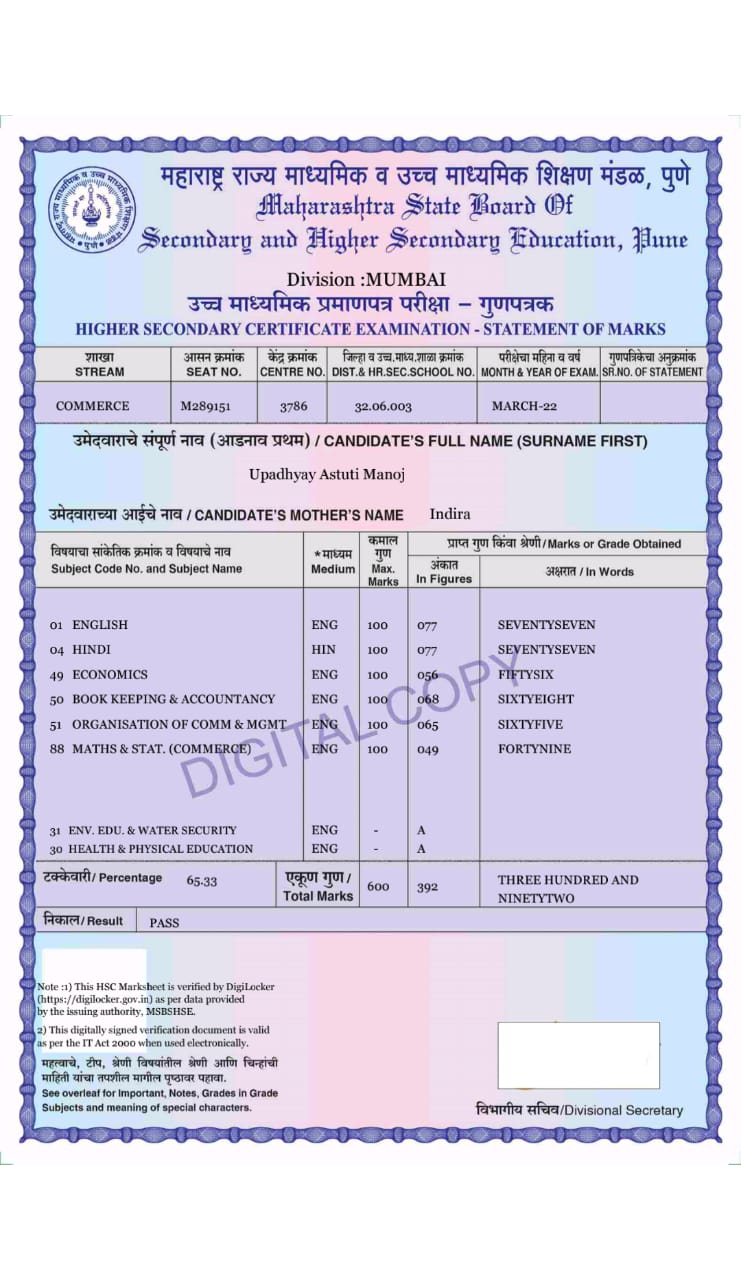 महाराष्ट्र राज्य माध्यमिक व उच्च माध्यमिक शिक्षण मंडळ, पुणे
Maharashtra State Board Of
Secondary and Higher Secondary Education, Pune
Division :MUMBAI
उच्च माध्यमिक प्रमाणपत्र परीक्षा – गुणपत्रक
HIGHER SECONDARY CERTIFICATE EXAMINATION - STATEMENT OF MARKS
शाखा आसन क्रमांक केंद्र क्रमांक जिल्हा व उच्च.माध्य.शाळा क्रमांक परीक्षेचा महिना व वर्ष गुणपत्रिकेचा अनुक्रमांक
STREAM SEAT NO. CENTRE NO. DIST.& HR.SEC.SCHOOL NO. MONTH & YEAR OF EXAM. SR.NO. OF STATEMENT
COMMERCE M289151 3786 32.06.003 MARCH-22
उमेदवाराचे संपूर्ण नाव (आडनाव प्रथम) / CANDIDATE'S FULL NAME (SURNAME FIRST)
Upadhyay Astuti Manoj
उमेदवाराच्या आईचे नाव / CANDIDATE'S MOTHER'S NAME Indira
विषयाचा सांकेतिक क्रमांक व विषयाचे नाव
Subject Code No. and Subject Name
*माध्यम
Medium
कमाल
गुण
Max.
Marks
प्राप्त गुण किंवा श्रेणी/Marks or Grade Obtained
अंकात
In Figures
अक्षरात / In Words
01 ENGLISH ENG 100 077 SEVENTYSEVEN
04 HINDI HIN 100 077 SEVENTYSEVEN
49 ECONOMICS ENG 100 056 FIFTYSIX
50 BOOK KEEPING & ACCOUNTANCY ENG 100 068 SIXTYEIGHT
51 ORGANISATION OF COMM & MGMT ENG 100 065 SIXTYFIVE
88 MATHS & STAT. (COMMERCE) ENG 100 049 FORTYNINE
DIGITAL COPY
31 ENV. EDU. & WATER SECURITY ENG - A
30 HEALTH & PHYSICAL EDUCATION ENG - A
टक्केवारी/ Percentage 65.33
एकूण गुण /
Total Marks
600 392 THREE HUNDRED AND
NINETYTWO
निकाल/ Result PASS
Note :1) This HSC Marksheet is verified by DigiLocker
(https://digilocker.gov.in) as per data provided
by the issuing authority, MSBSHSE.
2) This digitally signed verification document is valid
as per the IT Act 2000 when used electronically.
महत्वाचे, टीप, श्रेणी विषयांतील श्रेणी आणि चिन्हांची
माहिती यांचा तपशील मागील पृष्ठावर पहावा.
See overleaf for Important, Notes, Grades in Grade
Subjects and meaning of special characters.
विभागीय सचिव/Divisional Secretary